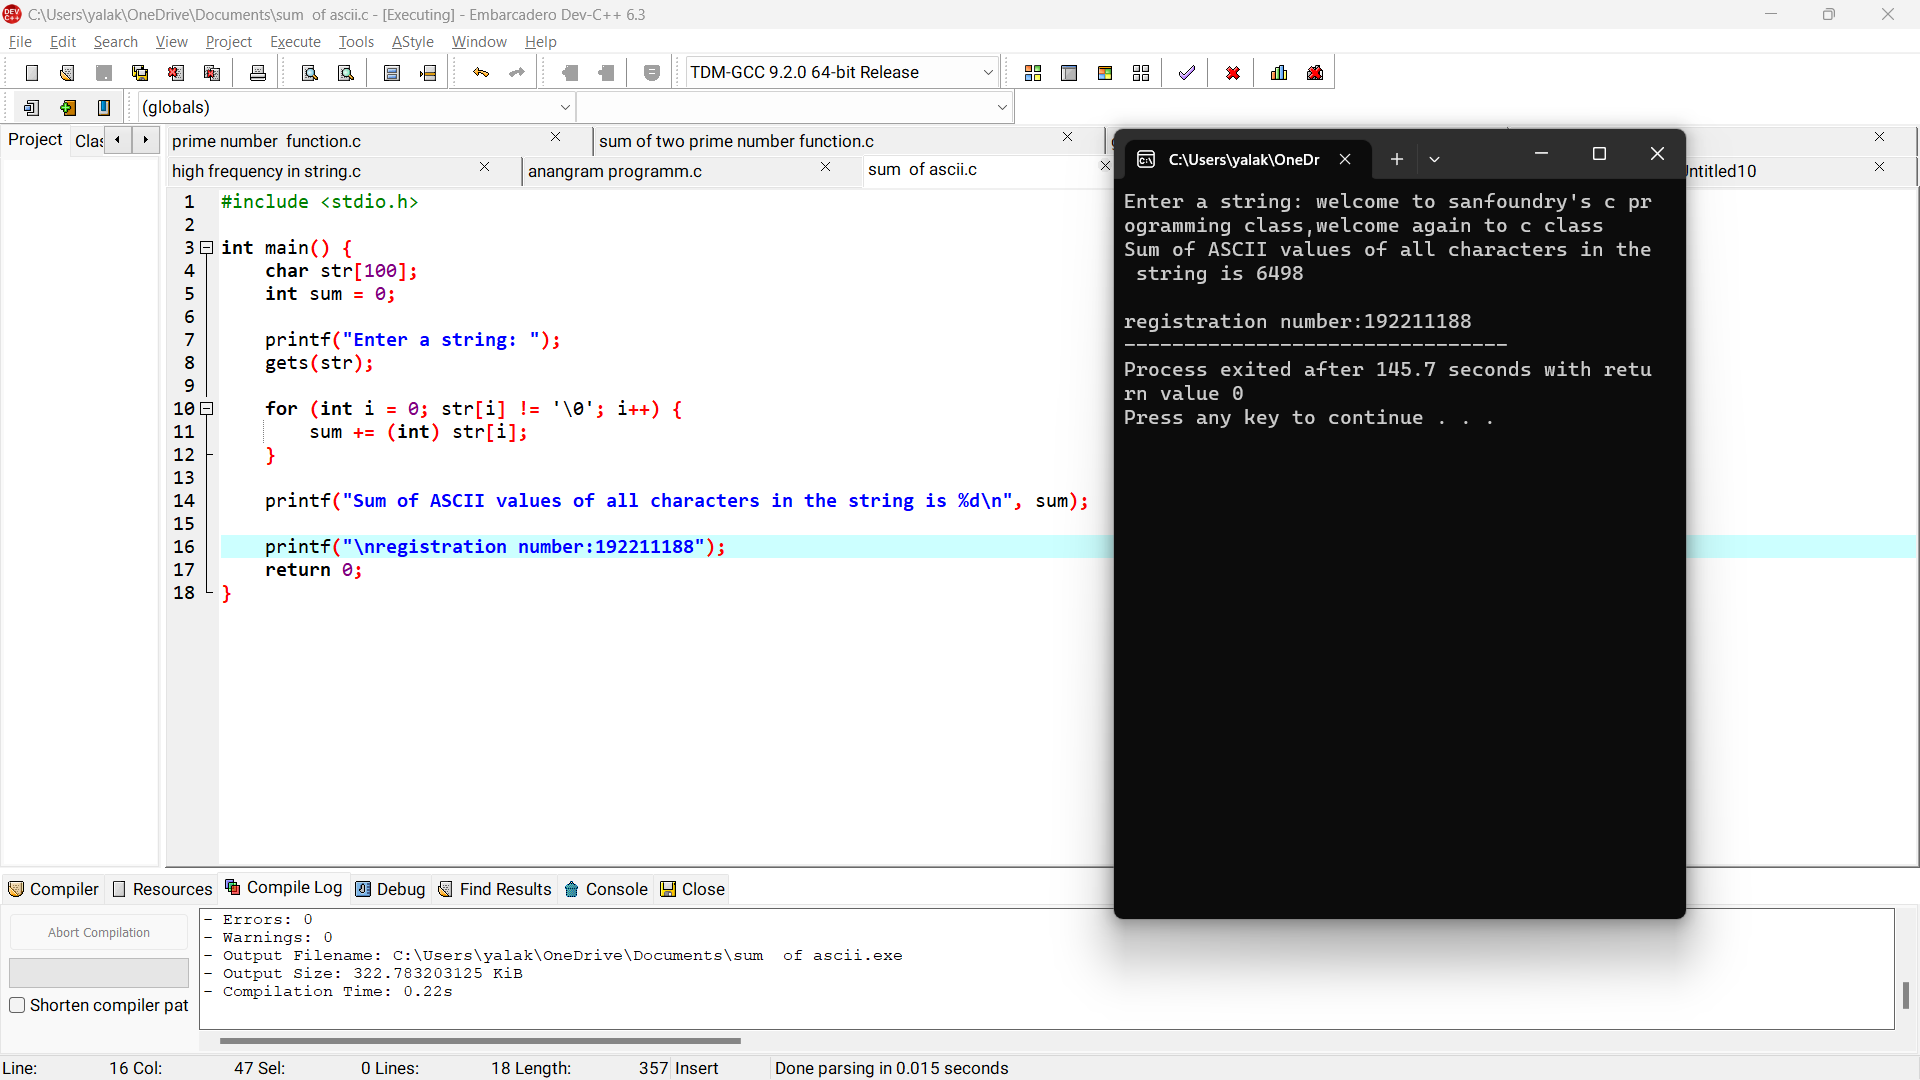 C:\Users\yalak\OneDrive\Documents\sum  of ascii.c - [Executing] - Embarcadero Dev-C++ 6.3
File Edit Search View Project Execute Tools AStyle Window Help
TDM-GCC 9.2.0 64-bit Release
(globals)
Project
prime number  function.c
sum of two prime number function.c
high frequency in string.c
anangram programm.c
sum  of ascii.c
1 #include <stdio.h>
2
3 int main() {
4     char str[100];
5     int sum = 0;
6
7     printf("Enter a string: ");
8     gets(str);
9
10     for (int i = 0; str[i] != '\0'; i++) {
11         sum += (int) str[i];
12     }
13
14     printf("Sum of ASCII values of all characters in the string is %d\n", sum);
15
16     printf("\nregistration number:192211188");
17     return 0;
18 }
C:\Users\yalak\OneDr
Enter a string: welcome to sanfoundry's c pr
ogramming class,welcome again to c class
Sum of ASCII values of all characters in the
 string is 6498
registration number:192211188
--------------------------------
Process exited after 145.7 seconds with retu
rn value 0
Press any key to continue . . .
Compiler Resources Compile Log Debug Find Results Console Close
Abort Compilation
Shorten compiler pat
- Errors: 0
- Warnings: 0
- Output Filename: C:\Users\yalak\OneDrive\Documents\sum  of ascii.exe
- Output Size: 322.783203125 KiB
- Compilation Time: 0.22s
Line: 16 Col: 47 Sel: 0 Lines: 18 Length: 357 Insert Done parsing in 0.015 seconds